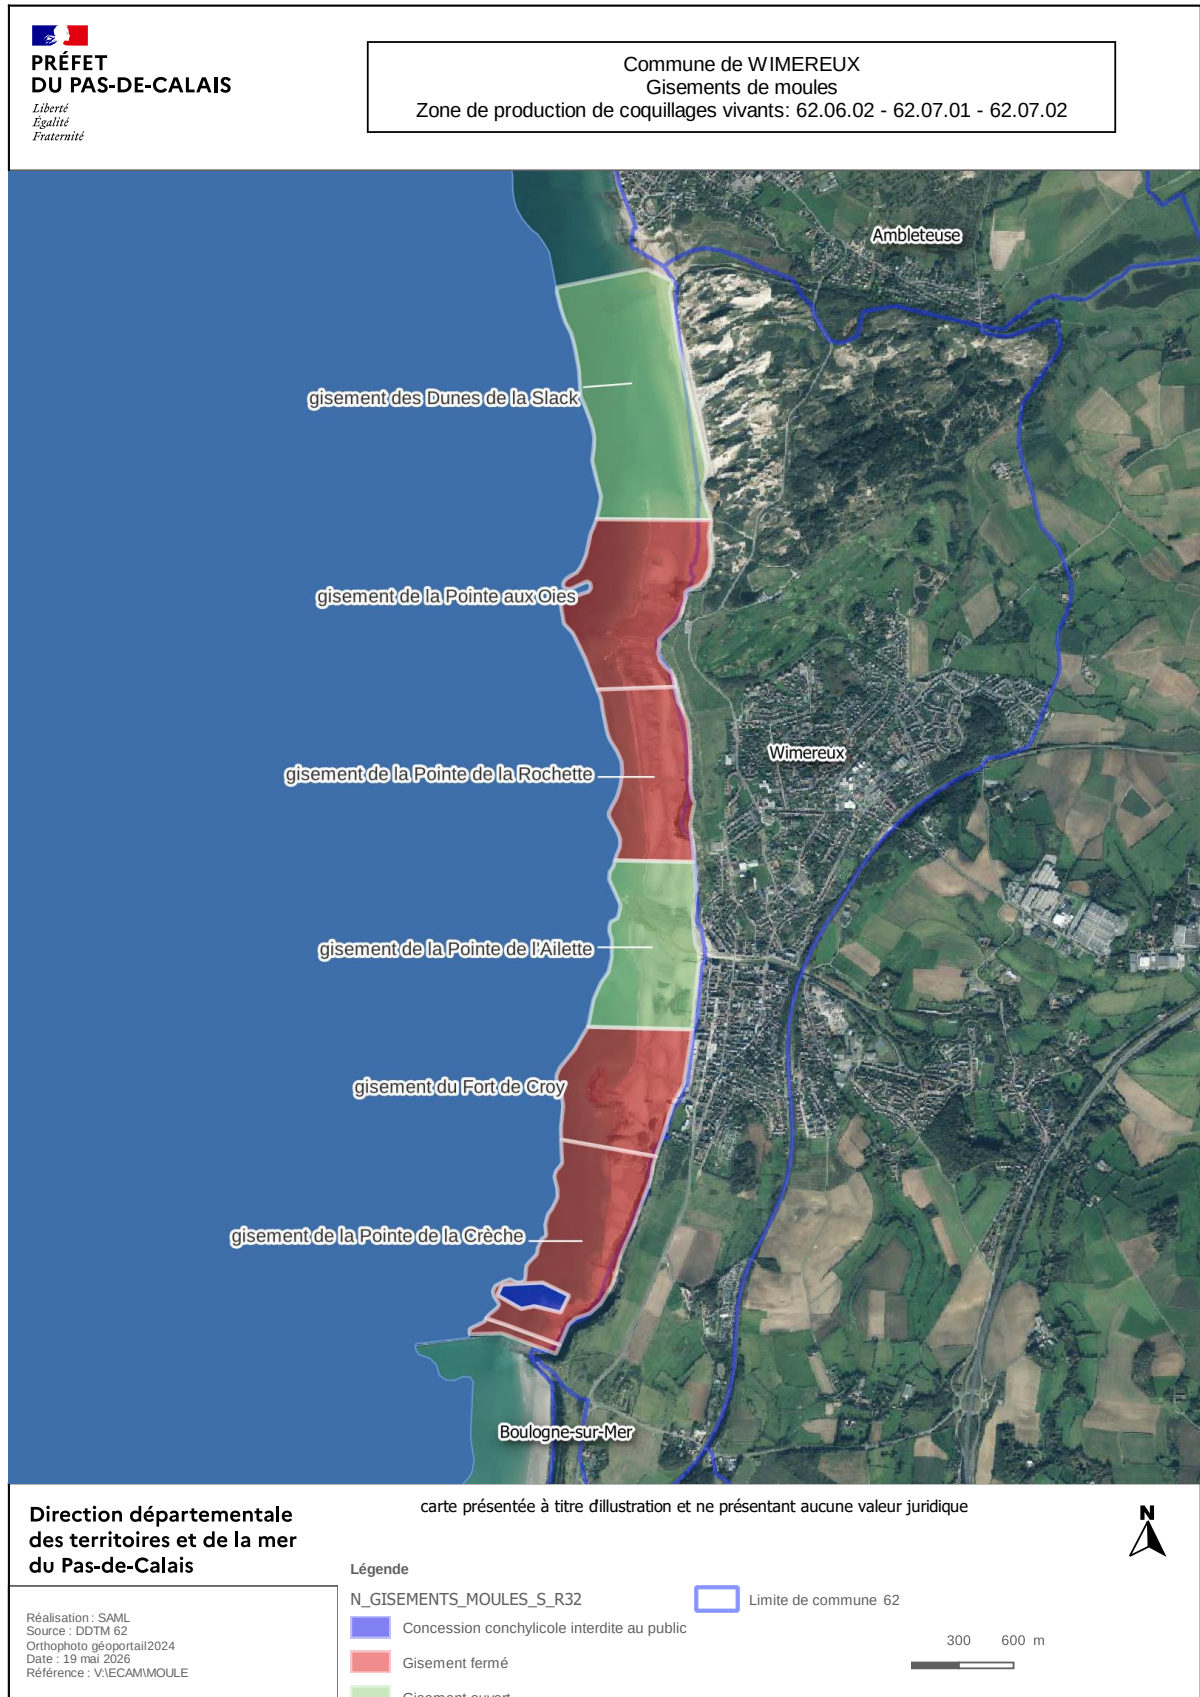 PRÉFET
DU PAS-DE-CALAIS
Liberté
Égalité
Fraternité
Commune de WIMEREUX
Gisements de moules
Zone de production de coquillages vivants: 62.06.02 - 62.07.01 - 62.07.02
Ambleteuse
gisement des Dunes de la Slack
gisement de la Pointe aux Oies
Wimereux
gisement de la Pointe de la Rochette
gisement de la Pointe de l'Ailette
gisement du Fort de Croy
gisement de la Pointe de la Crèche
Boulogne-sur-Mer
Direction départementale
des territoires et de la mer
du Pas-de-Calais
Réalisation : SAML
Source : DDTM 62
Orthophoto géoportail2024
Date : 19 mai 2026
Référence : V:\ECAM\MOULE
carte présentée à titre d'illustration et ne présentant aucune valeur juridique
N
Légende
N_GISEMENTS_MOULES_S_R32
Limite de commune 62
Concession conchylicole interdite au public
Gisement fermé
Gisement ouvert
300 600 m